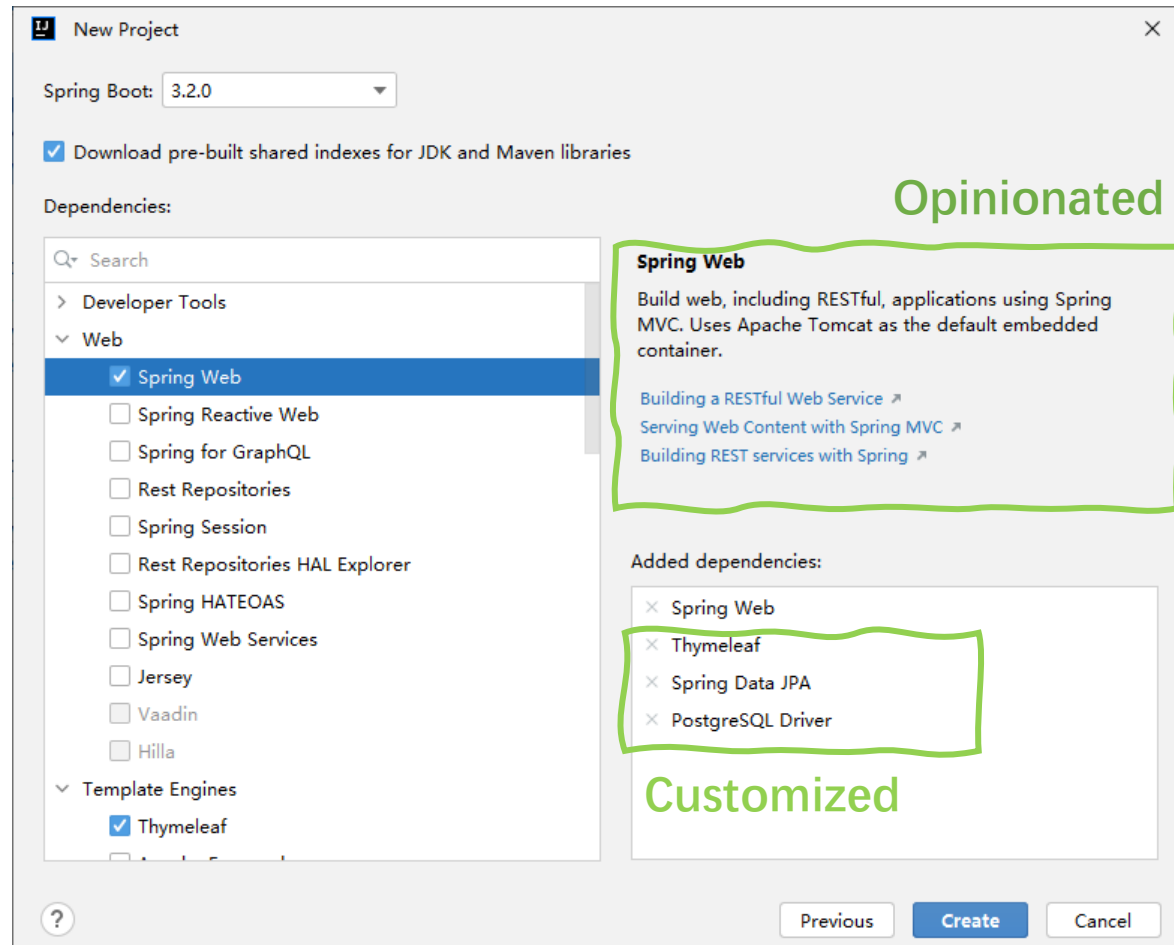 New Project
Spring Boot: 3.2.0
Download pre-built shared indexes for JDK and Maven libraries
Opinionated
Dependencies:
Search
Developer Tools
Web
Spring Web
Spring Reactive Web
Spring for GraphQL
Rest Repositories
Spring Session
Rest Repositories HAL Explorer
Spring HATEOAS
Spring Web Services
Jersey
Vaadin
Hilla
Template Engines
Thymeleaf
Spring Web
Build web, including RESTful, applications using Spring
MVC. Uses Apache Tomcat as the default embedded
container.
Building a RESTful Web Service
Serving Web Content with Spring MVC
Building REST services with Spring
Added dependencies:
Spring Web
Thymeleaf
Spring Data JPA
PostgreSQL Driver
Customized
?
Previous
Create
Cancel